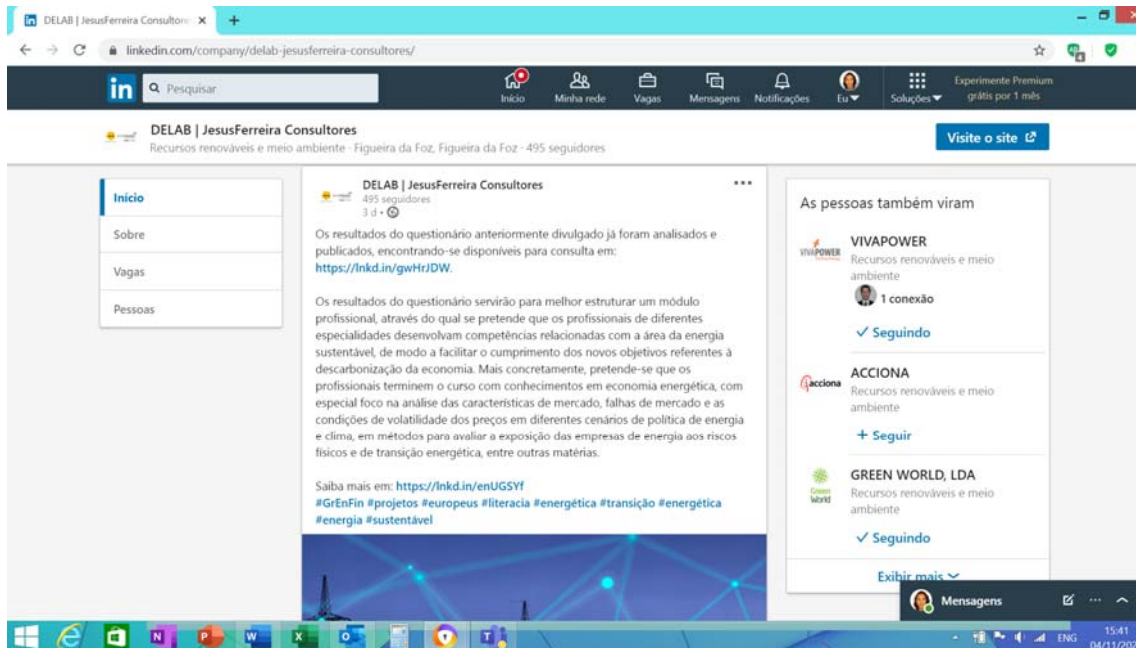 DELAB | JesusFerreira Consultore
linkedin.com/company/delab-jesusferreira-consultores/
in
Pesquisar
Início
Minha rede
Vagas
Mensagens
Notificações
Eu
Soluções
Experimente Premium
grátis por 1 mês
DELAB | JesusFerreira Consultores
Recursos renováveis e meio ambiente · Figueira da Foz, Figueira da Foz · 495 seguidores
Visite o site
Início
Sobre
Vagas
Pessoas
DELAB | JesusFerreira Consultores
495 seguidores
3 d •
Os resultados do questionário anteriormente divulgado já foram analisados e
publicados, encontrando-se disponíveis para consulta em:
https://lnkd.in/gwHrJDW.
Os resultados do questionário servirão para melhor estruturar um módulo
profissional, através do qual se pretende que os profissionais de diferentes
especialidades desenvolvam competências relacionadas com a área da energia
sustentável, de modo a facilitar o cumprimento dos novos objetivos referentes à
descarbonização da economia. Mais concretamente, pretende-se que os
profissionais terminem o curso com conhecimentos em economia energética, com
especial foco na análise das características de mercado, falhas de mercado e as
condições de volatilidade dos preços em diferentes cenários de política de energia
e clima, em métodos para avaliar a exposição das empresas de energia aos riscos
físicos e de transição energética, entre outras matérias.
Saiba mais em: https://lnkd.in/enUGSYf
#GrEnFin #projetos #europeus #literacia #energética #transição #energética
#energia #sustentável
As pessoas também viram
VIVAPOWER
VIVAPOWER
Recursos renováveis e meio
ambiente
1 conexão
Seguindo
acciona
ACCIONA
Recursos renováveis e meio
ambiente
+ Seguir
Green
World
GREEN WORLD, LDA
Recursos renováveis e meio
ambiente
Seguindo
Exibir mais
Mensagens
ENG
15:41
04/11/202